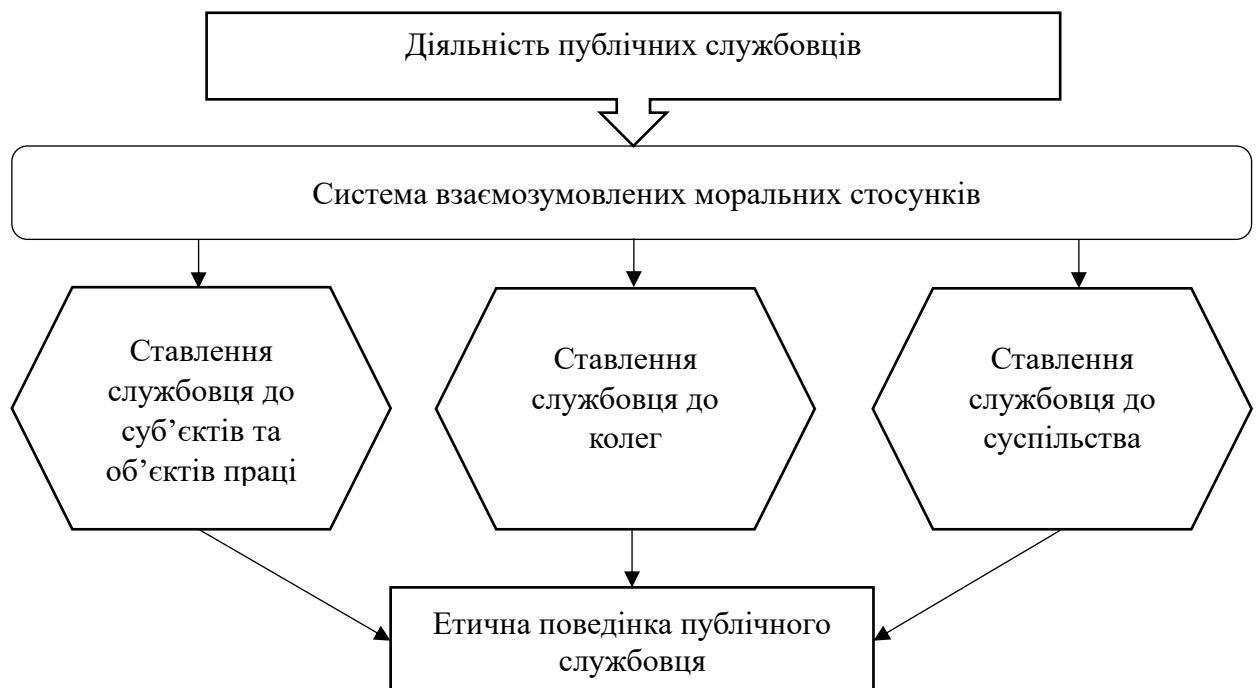 Діяльність публічних службовців
Система взаємозумовлених моральних стосунків
Ставлення
службовця до
суб’єктів та
об’єктів праці
Ставлення
службовця до
колег
Ставлення
службовця до
суспільства
Етична поведінка публічного
службовця